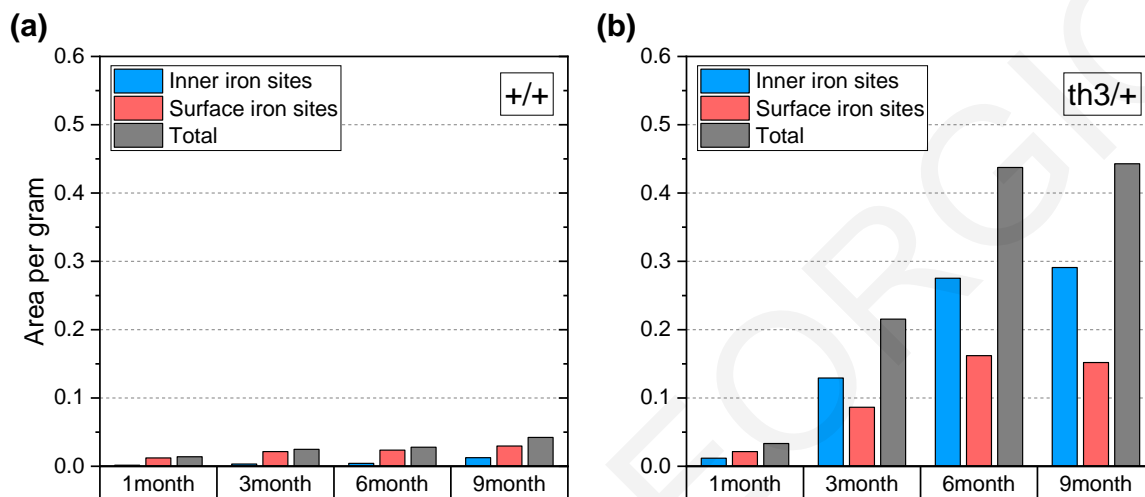 (a)
0.6
0.5
0.4
0.3
0.2
0.1
0.0
Area per gram
Inner iron sites
Surface iron sites
Total
+/+
1month 3month 6month 9month
(b)
0.6
0.5
0.4
0.3
0.2
0.1
0.0
Inner iron sites
Surface iron sites
Total
th3/+
1month 3month 6month 9month